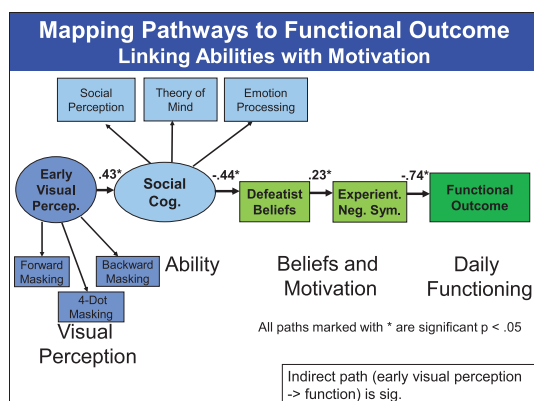 Mapping Pathways to Functional Outcome
Linking Abilities with Motivation
Social
Perception
Theory of
Mind
Emotion
Processing
.43*
-.44*
.23*
-.74*
Early
Visual
Percep.
Social
Cog.
Defeatist
Beliefs
Experient.
Neg. Sym.
Functional
Outcome
Forward
Masking
Backward
Masking
4-Dot
Masking
Ability
Visual
Perception
Beliefs and
Motivation
Daily
Functioning
All paths marked with * are significant p < .05
Indirect path (early visual perception
-> function) is sig.